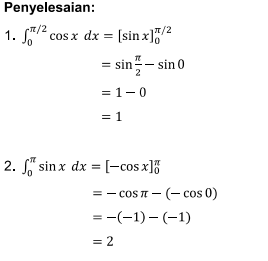 Penyelesaian:
1. ∫₀^{π/2} cos x dx = [sin x]₀^{π/2}
= sin π/2 − sin 0
= 1 − 0
= 1
2. ∫₀^π sin x dx = [−cos x]₀^π
= − cos π − (− cos 0)
= −(−1) − (−1)
= 2